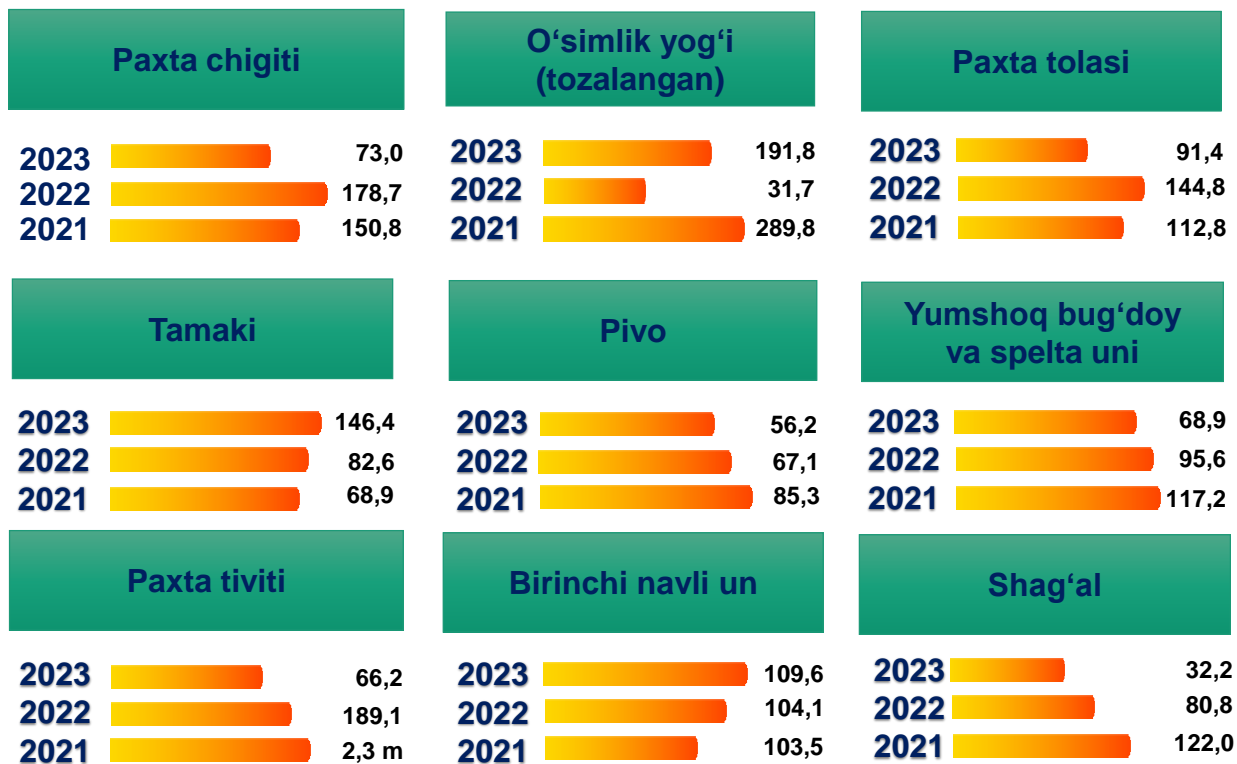 Paxta chigiti
2023 73,0
2022 178,7
2021 150,8
O‘simlik yog‘i
(tozalangan)
2023 191,8
2022 31,7
2021 289,8
Paxta tolasi
2023 91,4
2022 144,8
2021 112,8
Tamaki
2023 146,4
2022 82,6
2021 68,9
Pivo
2023 56,2
2022 67,1
2021 85,3
Yumshoq bug‘doy
va spelta uni
2023 68,9
2022 95,6
2021 117,2
Paxta tiviti
2023 66,2
2022 189,1
2021 2,3 m
Birinchi navli un
2023 109,6
2022 104,1
2021 103,5
Shag‘al
2023 32,2
2022 80,8
2021 122,0